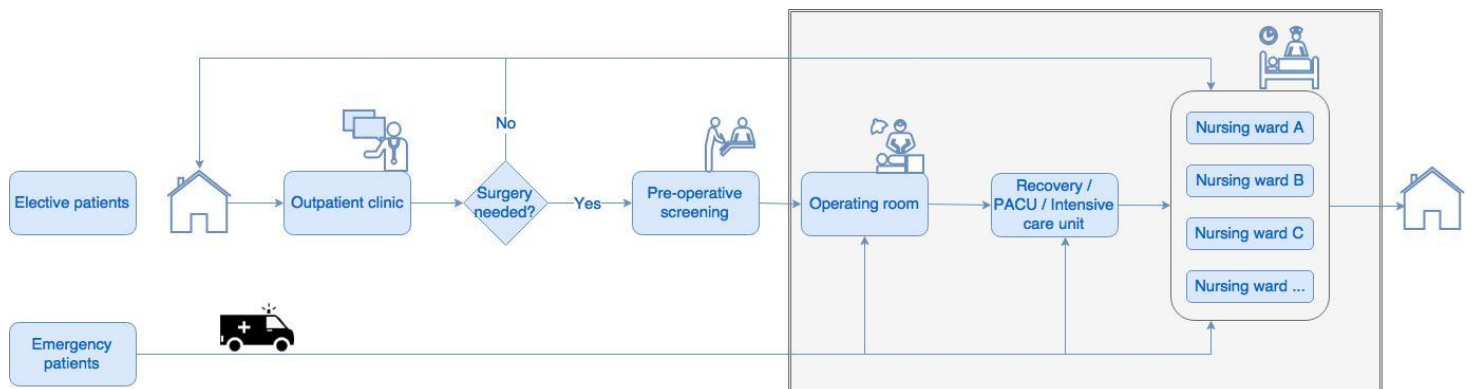 Elective patients
Outpatient clinic
No
Surgery
needed?
Yes
Pre-operative
screening
Operating room
Recovery /
PACU / Intensive
care unit
Nursing ward A
Nursing ward B
Nursing ward C
Nursing ward ...
Emergency
patients